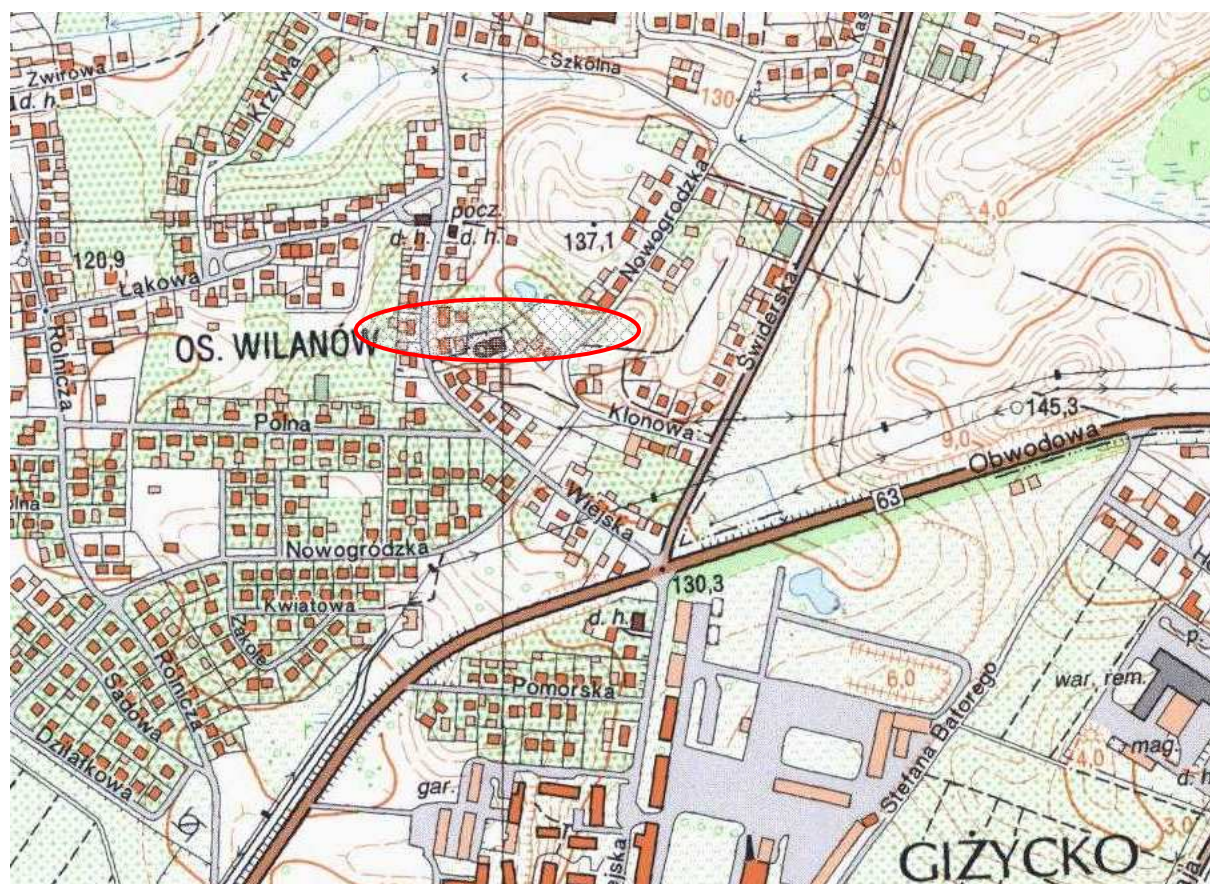 Szkolna
Żwirowa
d. h.
Krzywa
130
5,0
r
4,0
pocz.
d. h.
d. h.
137,1
Nowogrodzka
120,9
Łąkowa
Świderska
Rolnicza
OS. WILANÓW
Klonowa
145,3
9,0
Obwodowa
Polna
63
Wiejska
Nowogrodzka
130,3
Kwiatowa
Zakole
d. h.
Rolnicza
Sadowa
Pomorska
6,0
Stefana Batorego
war. rem.
p.
mag.
4,0
d. h.
Działkowa
gar.
r
3,0
GIŻYCKO